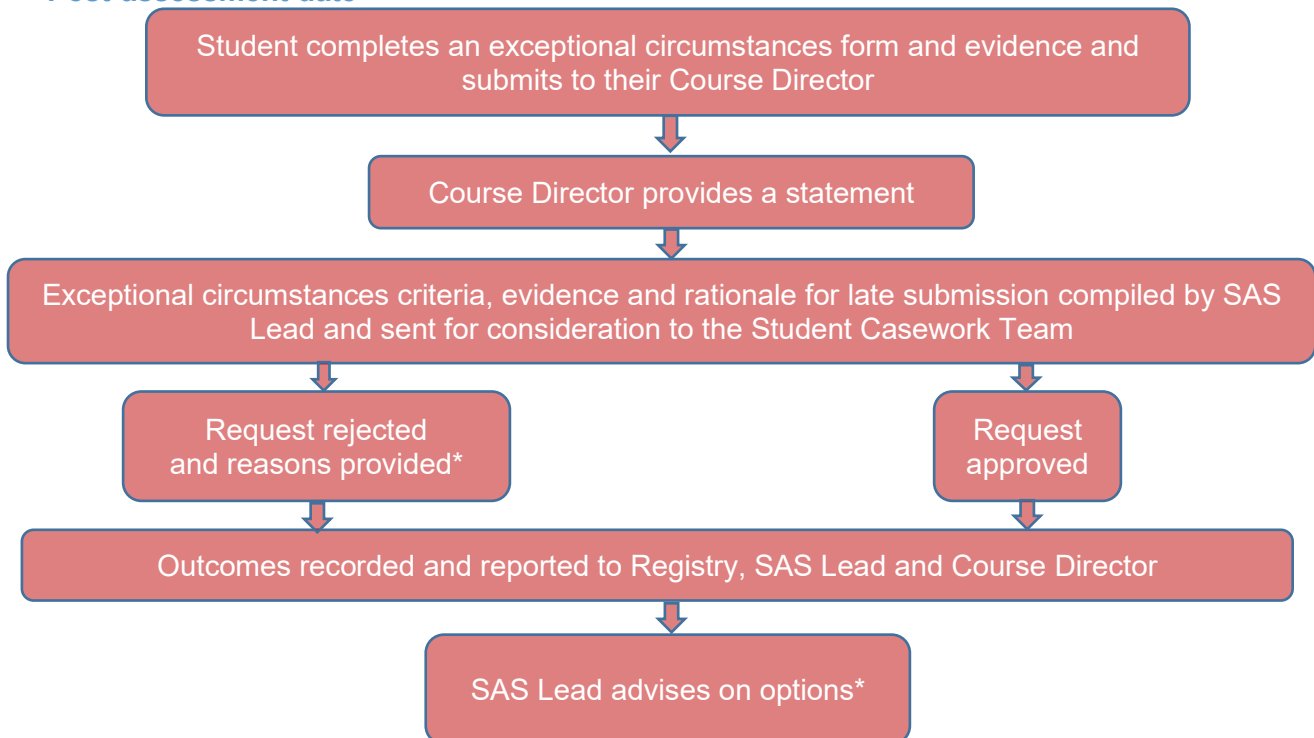 Post-assessment date
Student completes an exceptional circumstances form and evidence and
submits to their Course Director
Course Director provides a statement
Exceptional circumstances criteria, evidence and rationale for late submission compiled by SAS
Lead and sent for consideration to the Student Casework Team
Request rejected
and reasons provided*
Request
approved
Outcomes recorded and reported to Registry, SAS Lead and Course Director
SAS Lead advises on options*